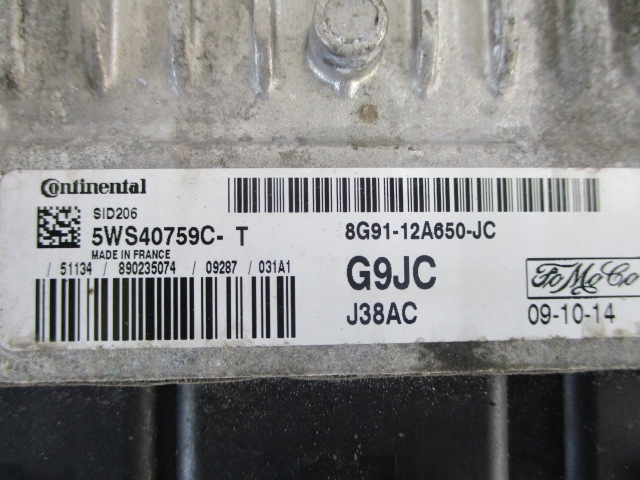 Continental
SID206
5WS40759C- T
MADE IN FRANCE
/ 51134 / 890235074 / 09287 / 031A1
8G91-12A650-JC
G9JC
J38AC
FoMoCo
09-10-14